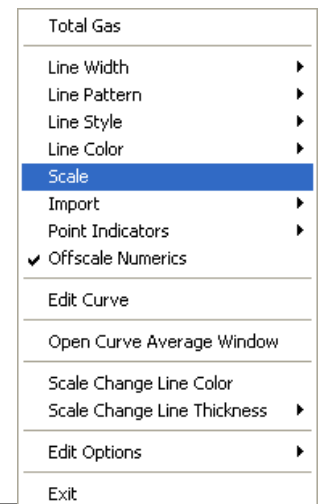 Total Gas
Line Width
Line Pattern
Line Style
Line Color
Scale
Import
Point Indicators
Offscale Numerics
Edit Curve
Open Curve Average Window
Scale Change Line Color
Scale Change Line Thickness
Edit Options
Exit